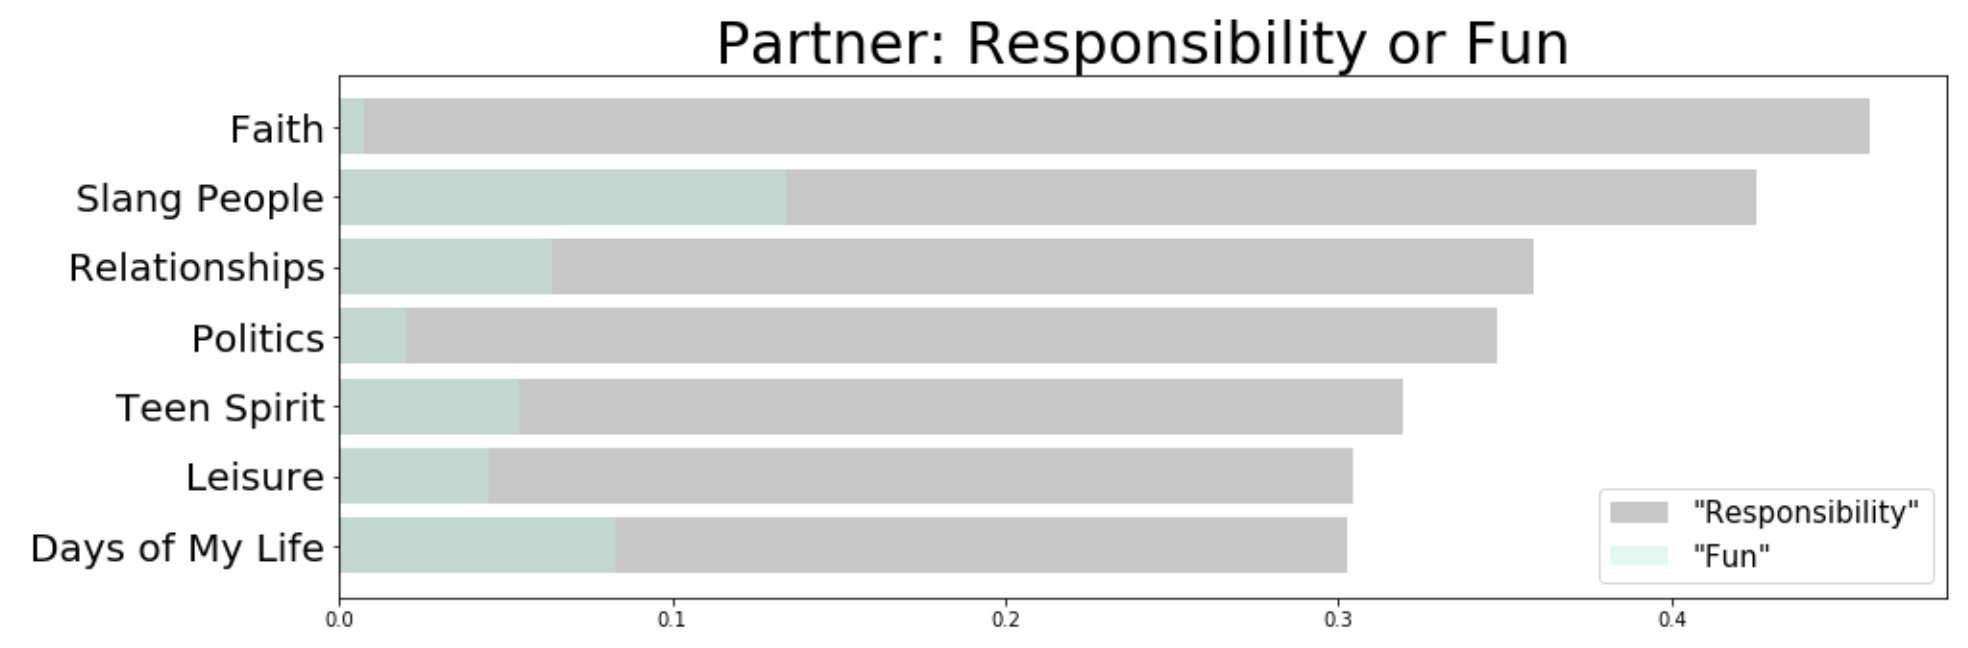 Partner: Responsibility or Fun
Faith
Slang People
Relationships
Politics
Teen Spirit
Leisure
Days of My Life
"Responsibility"
"Fun"
0.0 0.1 0.2 0.3 0.4